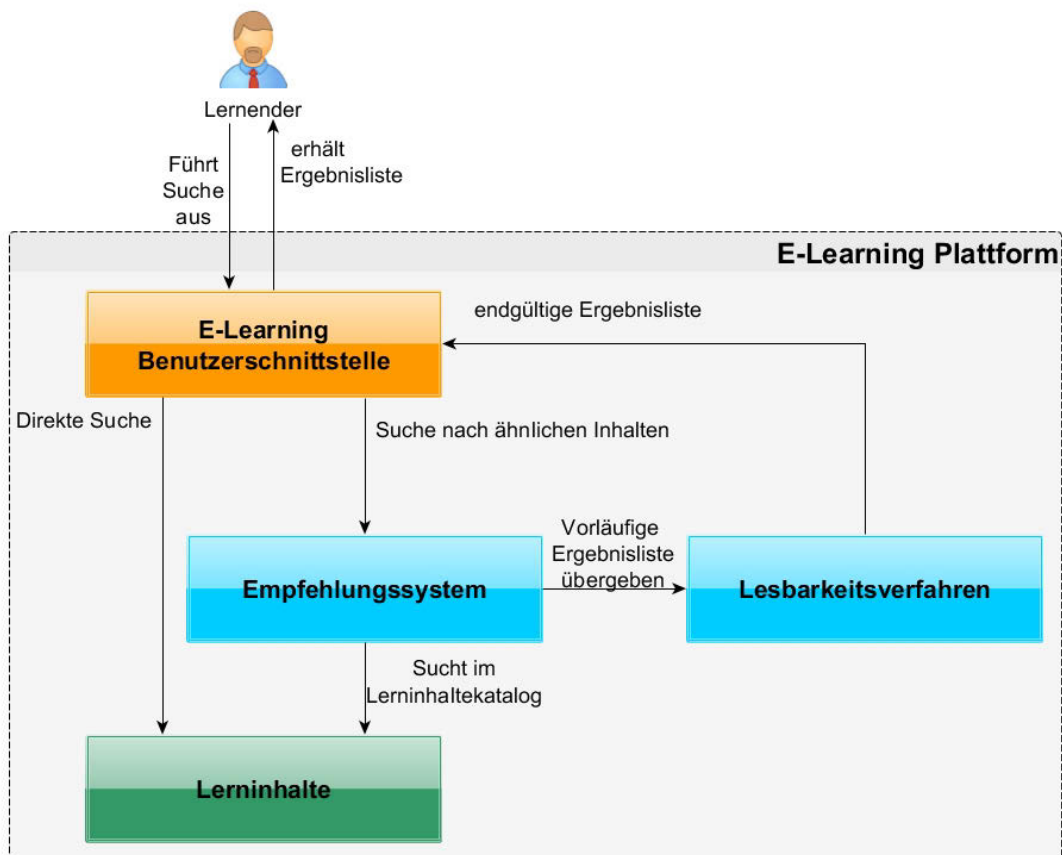 Lernender
erhält
Ergebnisliste
Führt
Suche
aus
E-Learning Plattform
E-Learning
Benutzerschnittstelle
endgültige Ergebnisliste
Direkte Suche
Suche nach ähnlichen Inhalten
Vorläufige
Ergebnisliste
übergeben
Empfehlungssystem
Lesbarkeitsverfahren
Sucht im
Lerninhaltekatalog
Lerninhalte